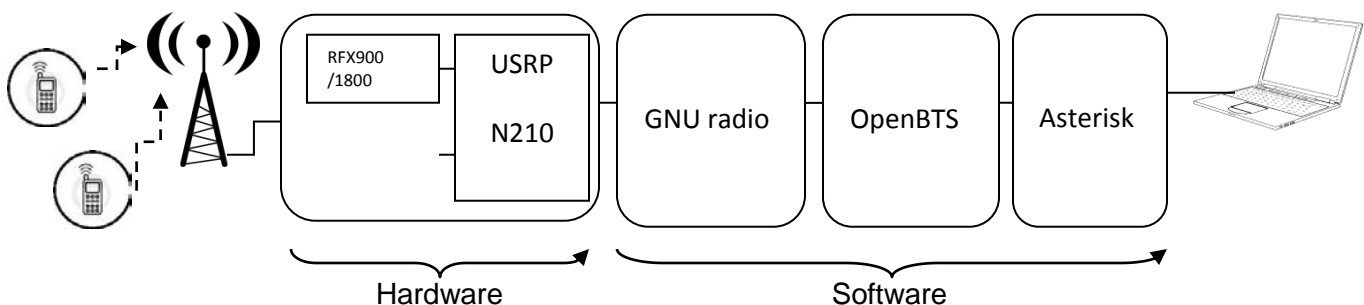 RFX900
/1800
USRP
N210
GNU radio
OpenBTS
Asterisk
Hardware
Software